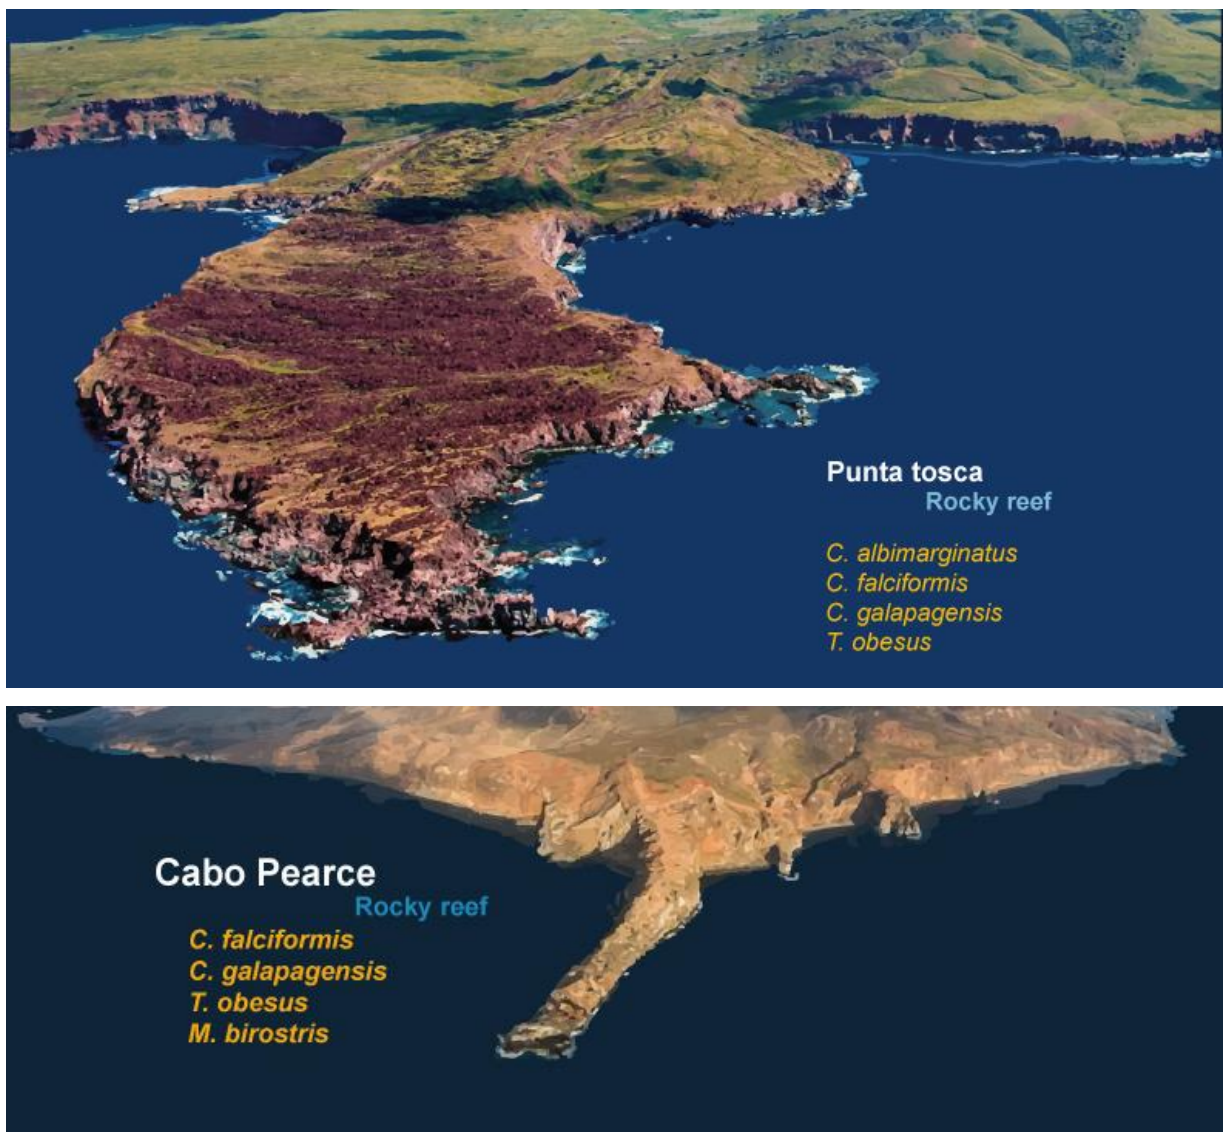 Punta tosca
Rocky reef
C. albimarginatus
C. falciformis
C. galapagensis
T. obesus
Cabo Pearce
Rocky reef
C. falciformis
C. galapagensis
T. obesus
M. birostris